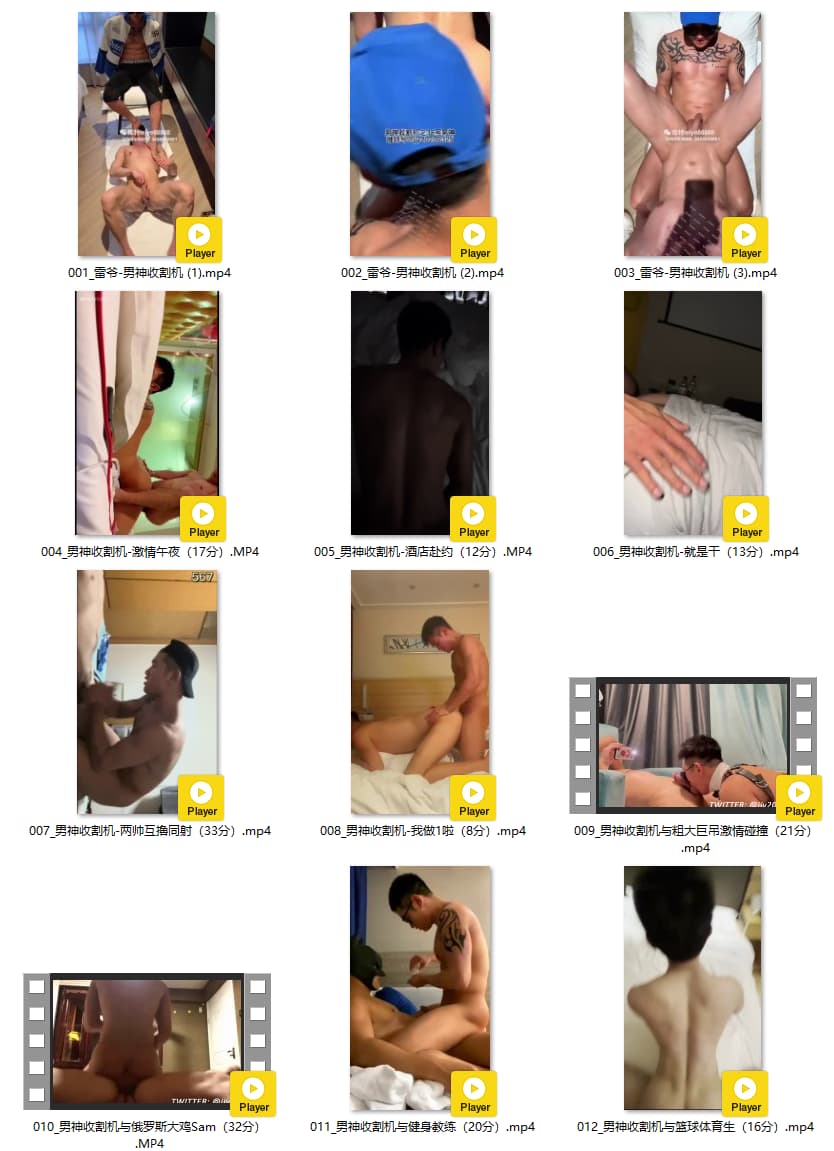 Player
Player
Player
001_雷爷-男神收割机 (1).mp4
002_雷爷-男神收割机 (2).mp4
003_雷爷-男神收割机 (3).mp4
Player
Player
Player
004_男神收割机-激情午夜（17分）.MP4
005_男神收割机-酒店赴约（12分）.MP4
006_男神收割机-就是干（13分）.mp4
567
Player
Player
Player
007_男神收割机-两帅互撸同射（33分）.mp4
008_男神收割机-我做1啦（8分）.mp4
009_男神收割机与粗大巨吊激情碰撞（21分）
.mp4
Player
Player
Player
010_男神收割机与俄罗斯大鸡Sam（32分）
.MP4
011_男神收割机与健身教练（20分）.mp4
012_男神收割机与篮球体育生（16分）.mp4